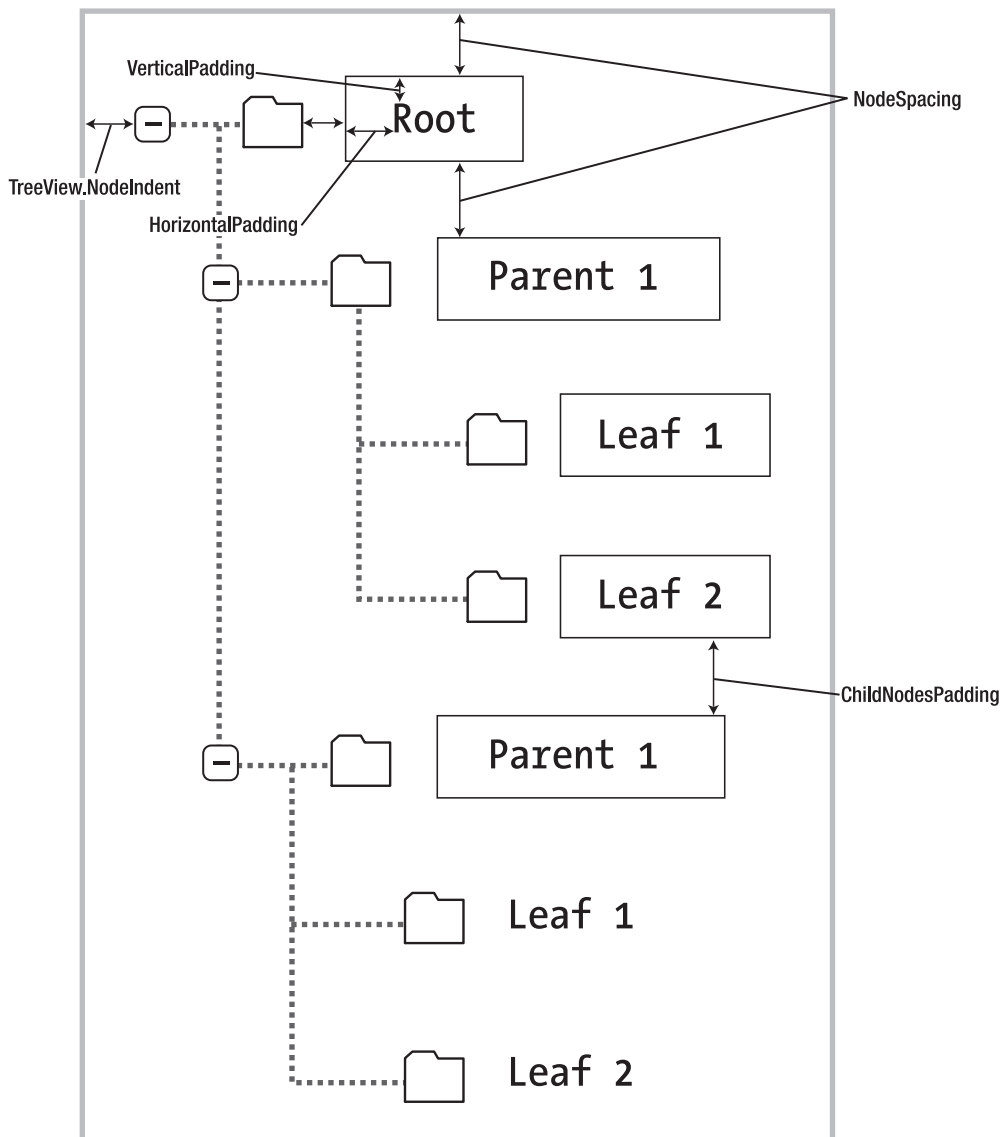 VerticalPadding
NodeSpacing
Root
TreeView.NodeIndent
HorizontalPadding
Parent 1
Leaf 1
Leaf 2
ChildNodesPadding
Parent 1
Leaf 1
Leaf 2